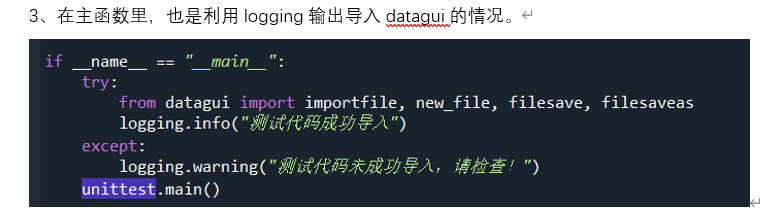 3、在主函数里，也是利用 logging 输出导入 datagui 的情况。↵
if __name__ == "__main__":
    try:
        from datagui import importfile, new_file, filesave, filesaveas
        logging.info("测试代码成功导入")
    except:
        logging.warning("测试代码未成功导入，请检查！")
    unittest.main()
↵